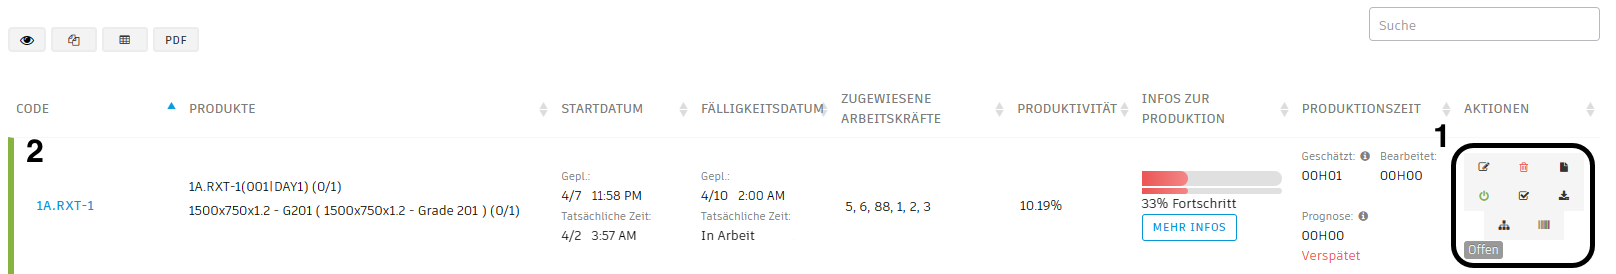 Suche
PDF
CODE
PRODUKTE
STARTDATUM
FÄLLIGKEITSDATUM
ZUGEWIESENE
ARBEITSKRÄFTE
PRODUKTIVITÄT
INFOS ZUR
PRODUKTION
PRODUKTIONSZEIT
AKTIONEN
2
1
1A.RXT-1
1A.RXT-1(001|DAY1) (0/1)
1500x750x1.2 - G201 ( 1500x750x1.2 - Grade 201 ) (0/1)
Gepl.:
4/7 11:58 PM
Tatsächliche Zeit:
4/2 3:57 AM
Gepl.:
4/10 2:00 AM
Tatsächliche Zeit:
In Arbeit
5, 6, 88, 1, 2, 3
10.19%
33% Fortschritt
MEHR INFOS
Geschätzt:
00H01
Bearbeitet:
00H00
Prognose:
00H00
Verspätet
Offen